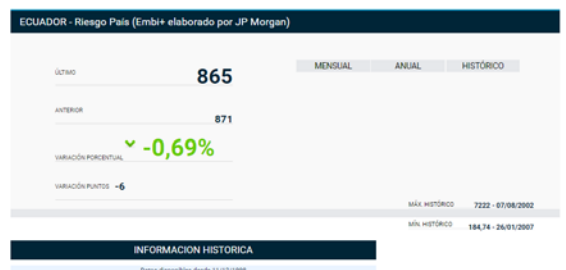 ECUADOR - Riesgo País (Embi+ elaborado por JP Morgan)
ÚLTIMO 865
MENSUAL ANUAL HISTÓRICO
ANTERIOR 871
VARIACIÓN PORCENTUAL -0,69%
VARIACIÓN PUNTOS -6
MÁX. HISTÓRICO 7222 - 07/08/2002
MÍN. HISTÓRICO 184,74 - 26/01/2007
INFORMACION HISTORICA